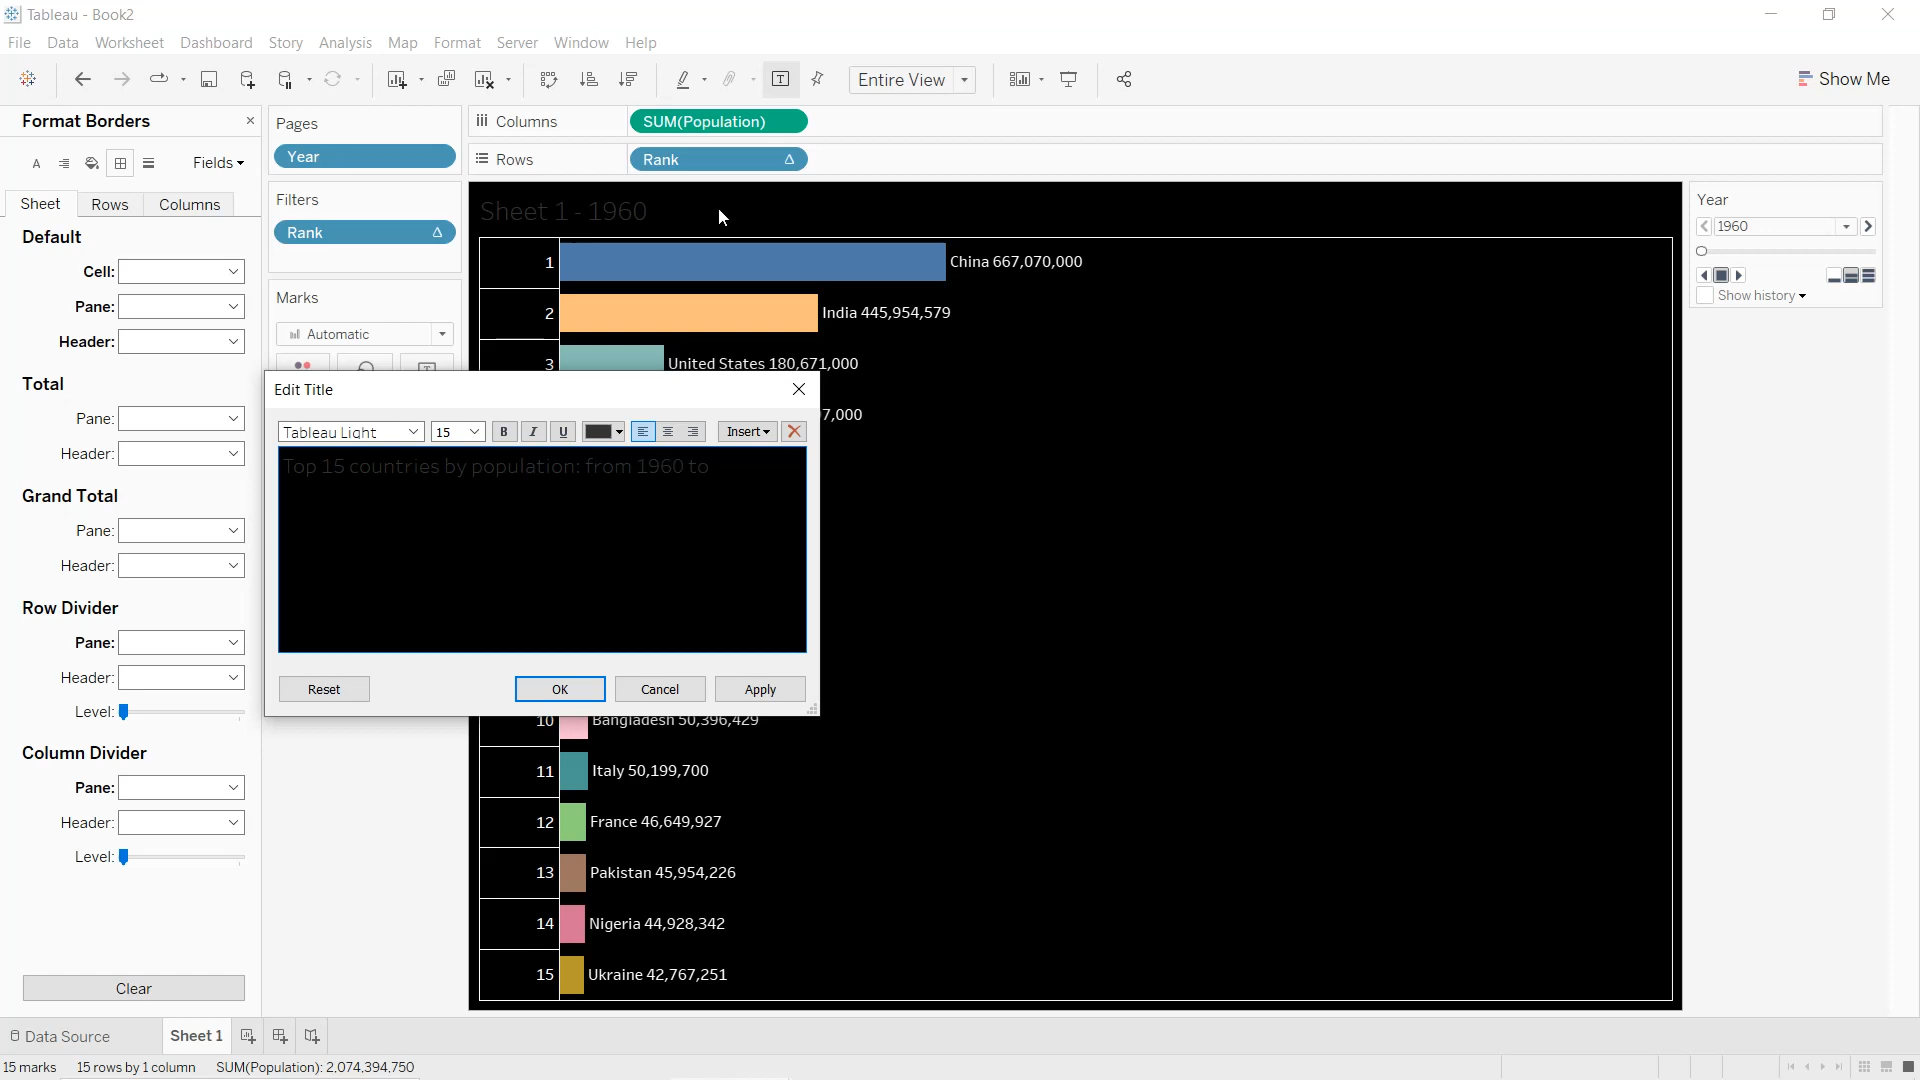 Tableau - Book2
File Data Worksheet Dashboard Story Analysis Map Format Server Window Help
Entire View
Show Me
Format Borders
Fields
Sheet Rows Columns
Default
Cell:
Pane:
Header:
Total
Pane:
Header:
Grand Total
Pane:
Header:
Row Divider
Pane:
Header:
Level:
Column Divider
Pane:
Header:
Level:
Clear
Pages
Year
Filters
Rank
Marks
Automatic
Columns
SUM(Population)
Rows
Rank
Sheet 1 - 1960
1 China 667,070,000
2 India 445,954,579
3 United States 180,671,000
7,000
10 Bangladesh 50,396,429
11 Italy 50,199,700
12 France 46,649,927
13 Pakistan 45,954,226
14 Nigeria 44,928,342
15 Ukraine 42,767,251
Edit Title
Tableau Light 15 B I U Insert
Top 15 countries by population: from 1960 to
Reset OK Cancel Apply
Year
1960
Show history
Data Source Sheet 1
15 marks 15 rows by 1 column SUM(Population): 2,074,394,750